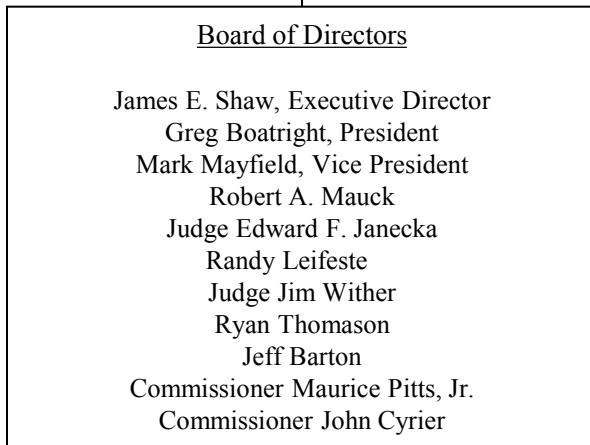 Board of Directors
James E. Shaw, Executive Director
Greg Boatright, President
Mark Mayfield, Vice President
Robert A. Mauck
Judge Edward F. Janecka
Randy Leifeste
Judge Jim Wither
Ryan Thomason
Jeff Barton
Commissioner Maurice Pitts, Jr.
Commissioner John Cyrier